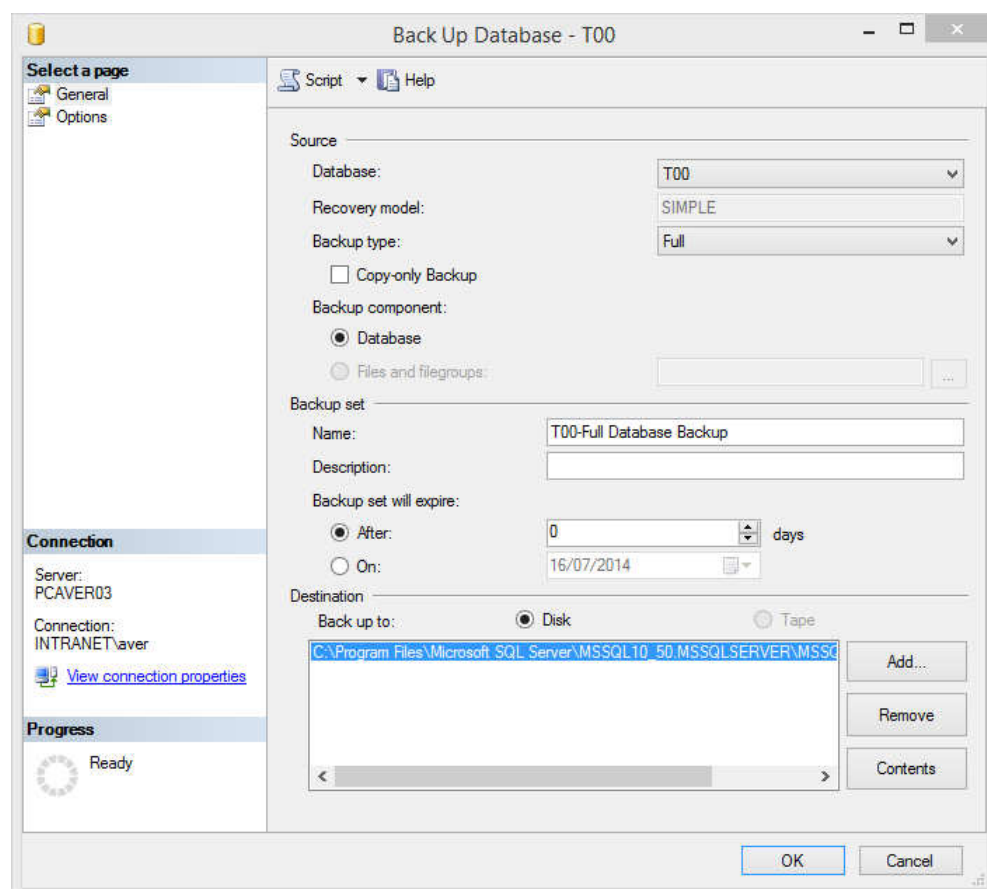 Back Up Database - T00
Select a page
General
Options
Script Help
Source
Database: T00
Recovery model: SIMPLE
Backup type: Full
Copy-only Backup
Backup component:
Database
Files and filegroups:
...
Backup set
Name: T00-Full Database Backup
Description:
Backup set will expire:
After: 0 days
On: 16/07/2014
Destination
Back up to: Disk Tape
C:\Program Files\Microsoft SQL Server\MSSQL10_50.MSSQLSERVER\MSSQ
Add...
Remove
Contents
Connection
Server:
PCAVER03
Connection:
INTRANET\aver
View connection properties
Progress
Ready
OK Cancel